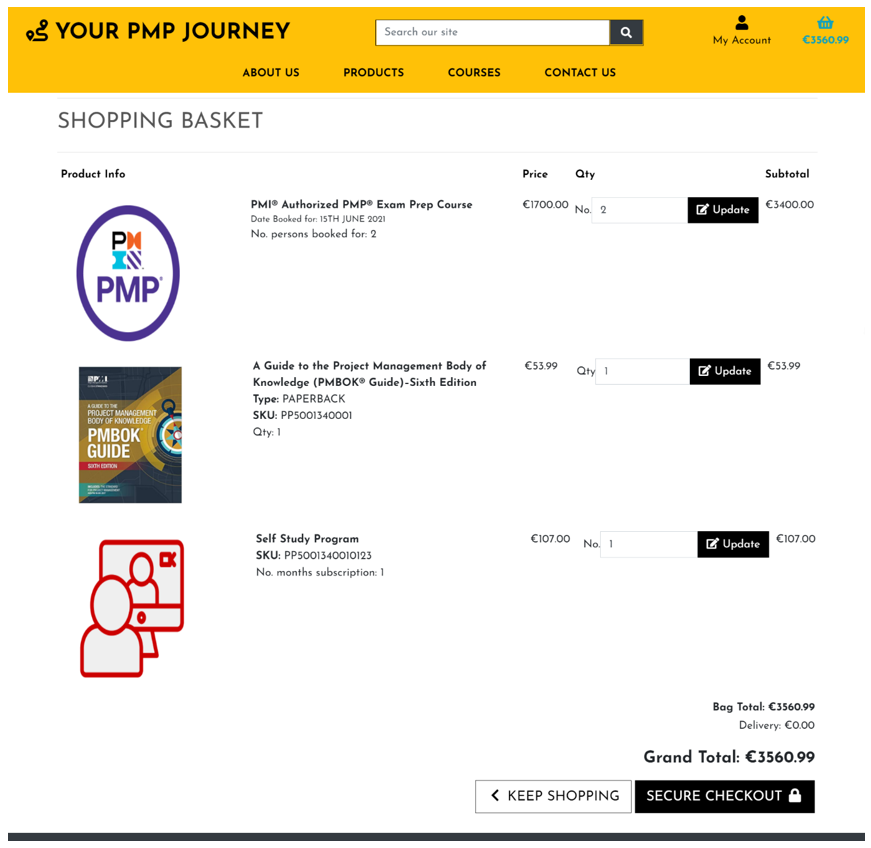 YOUR PMP JOURNEY
Search our site
My Account
€3560.99
ABOUT US PRODUCTS COURSES CONTACT US
SHOPPING BASKET
Product Info Price Qty Subtotal
PMI® Authorized PMP® Exam Prep Course €1700.00 No. 2 Update €3400.00
Date Booked for: 15TH JUNE 2021
No. persons booked for: 2
PMP®
A Guide to the Project Management Body of €53.99 Qty 1 Update €53.99
Knowledge (PMBOK® Guide)–Sixth Edition
Type: PAPERBACK
SKU: PP5001340001
Qty: 1
A GUIDE TO THE
PROJECT MANAGEMENT
BODY OF KNOWLEDGE
PMBOK®
GUIDE
SIXTH EDITION
Self Study Program €107.00 No. 1 Update €107.00
SKU: PP5001340010123
No. months subscription: 1
Bag Total: €3560.99
Delivery: €0.00
Grand Total: €3560.99
KEEP SHOPPING SECURE CHECKOUT